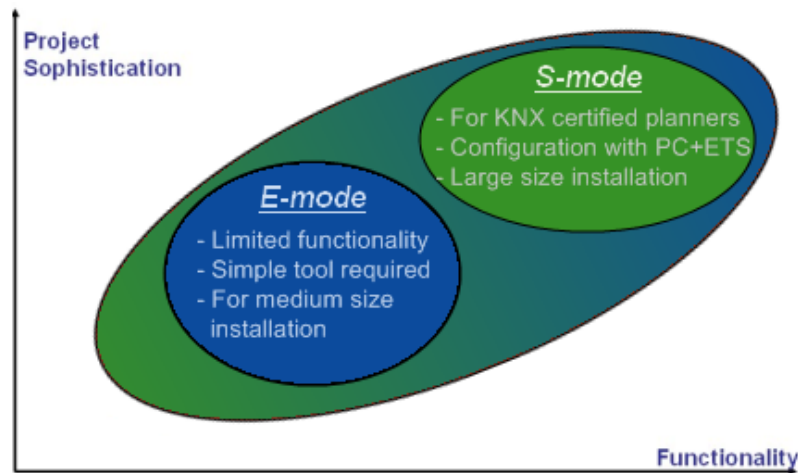 Project
Sophistication
S-mode
- For KNX certified planners
- Configuration with PC+ETS
- Large size installation
E-mode
- Limited functionality
- Simple tool required
- For medium size
installation
Functionality